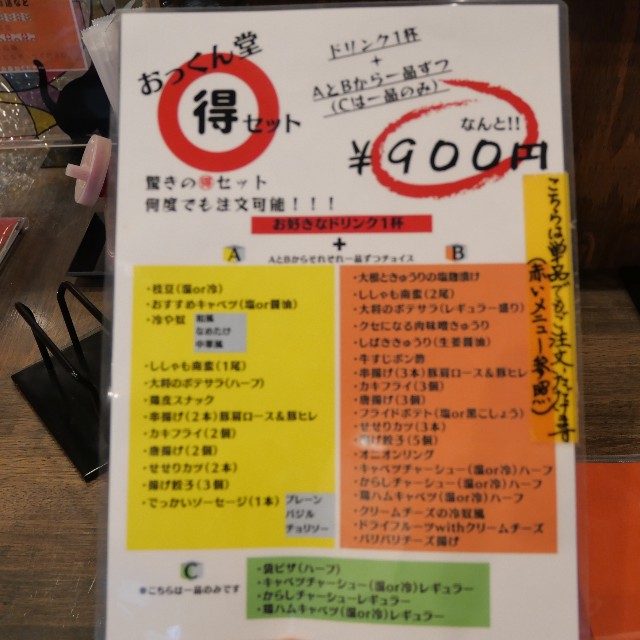 おっくん堂
得セット
ドリンク1杯
+
AとBから一品ずつ
(Cは一品のみ)
なんと!!
¥900円
驚きの得セット
何度でも注文可能!!!
お好きなドリンク1杯
+
A
AとBからそれぞれ一品ずつチョイス
B
・枝豆(塩or冷)
・おすすめキャベツ(塩or醤油)
・冷や奴
和風
なめたけ
中華風
・ししゃも南蛮(1尾)
・大将のポテサラ(ハーフ)
・鶏皮スナック
・串揚げ(2本)豚肩ロース&豚ヒレ
・カキフライ(2個)
・唐揚げ(2個)
・せせりカツ(2本)
・揚げ餃子(3個)
・でっかいソーセージ(1本)
プレーン
バジル
チョリソー
・大根ときゅうりの塩麹漬け
・ししゃも南蛮(2尾)
・大将のポテサラ(レギュラー盛り)
・クセになる肉味噌きゅうり
・しばききゅうり(生姜醤油)
・牛すじポン酢
・串揚げ(3本)豚肩ロース&豚ヒレ
・カキフライ(3個)
・唐揚げ(3個)
・フライドポテト(塩or黒こしょう)
・せせりカツ(3本)
・揚げ餃子(5個)
・オニオンリング
・キャベツチャーシュー(塩or冷)ハーフ
・からしチャーシュー(塩or冷)ハーフ
・鶏ハムキャベツ(塩or冷)ハーフ
・クリームチーズの冷奴風
・ドライフルーツwithクリームチーズ
・パリパリチーズ揚げ
こちらは単品でもご注文いただけます
(赤いメニュー参照)
C
※こちらは一品のみです
・袋ピザ(ハーフ)
・キャベツチャーシュー(塩or冷)レギュラー
・からしチャーシューレギュラー
・鶏ハムキャベツ(塩or冷)レギュラー